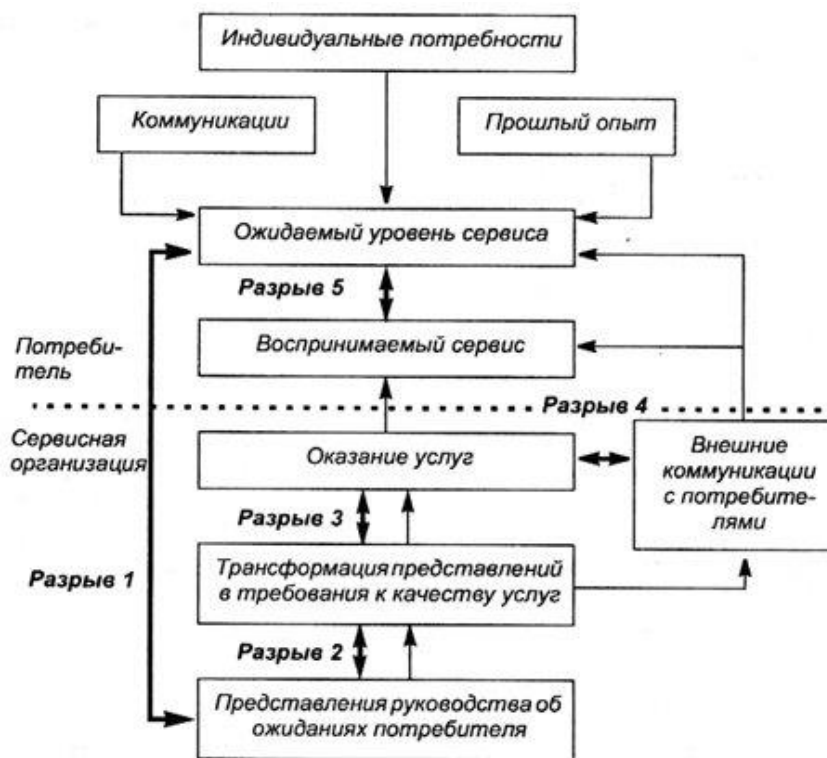 Индивидуальные потребности
Коммуникации
Прошлый опыт
Ожидаемый уровень сервиса
Разрыв 5
Воспринимаемый сервис
Потреби-
тель
Разрыв 4
Сервисная
организация
Оказание услуг
Внешние
коммуникации
с потребите-
лями
Разрыв 3
Трансформация представлений
в требования к качеству услуг
Разрыв 1
Разрыв 2
Представления руководства об
ожиданиях потребителя